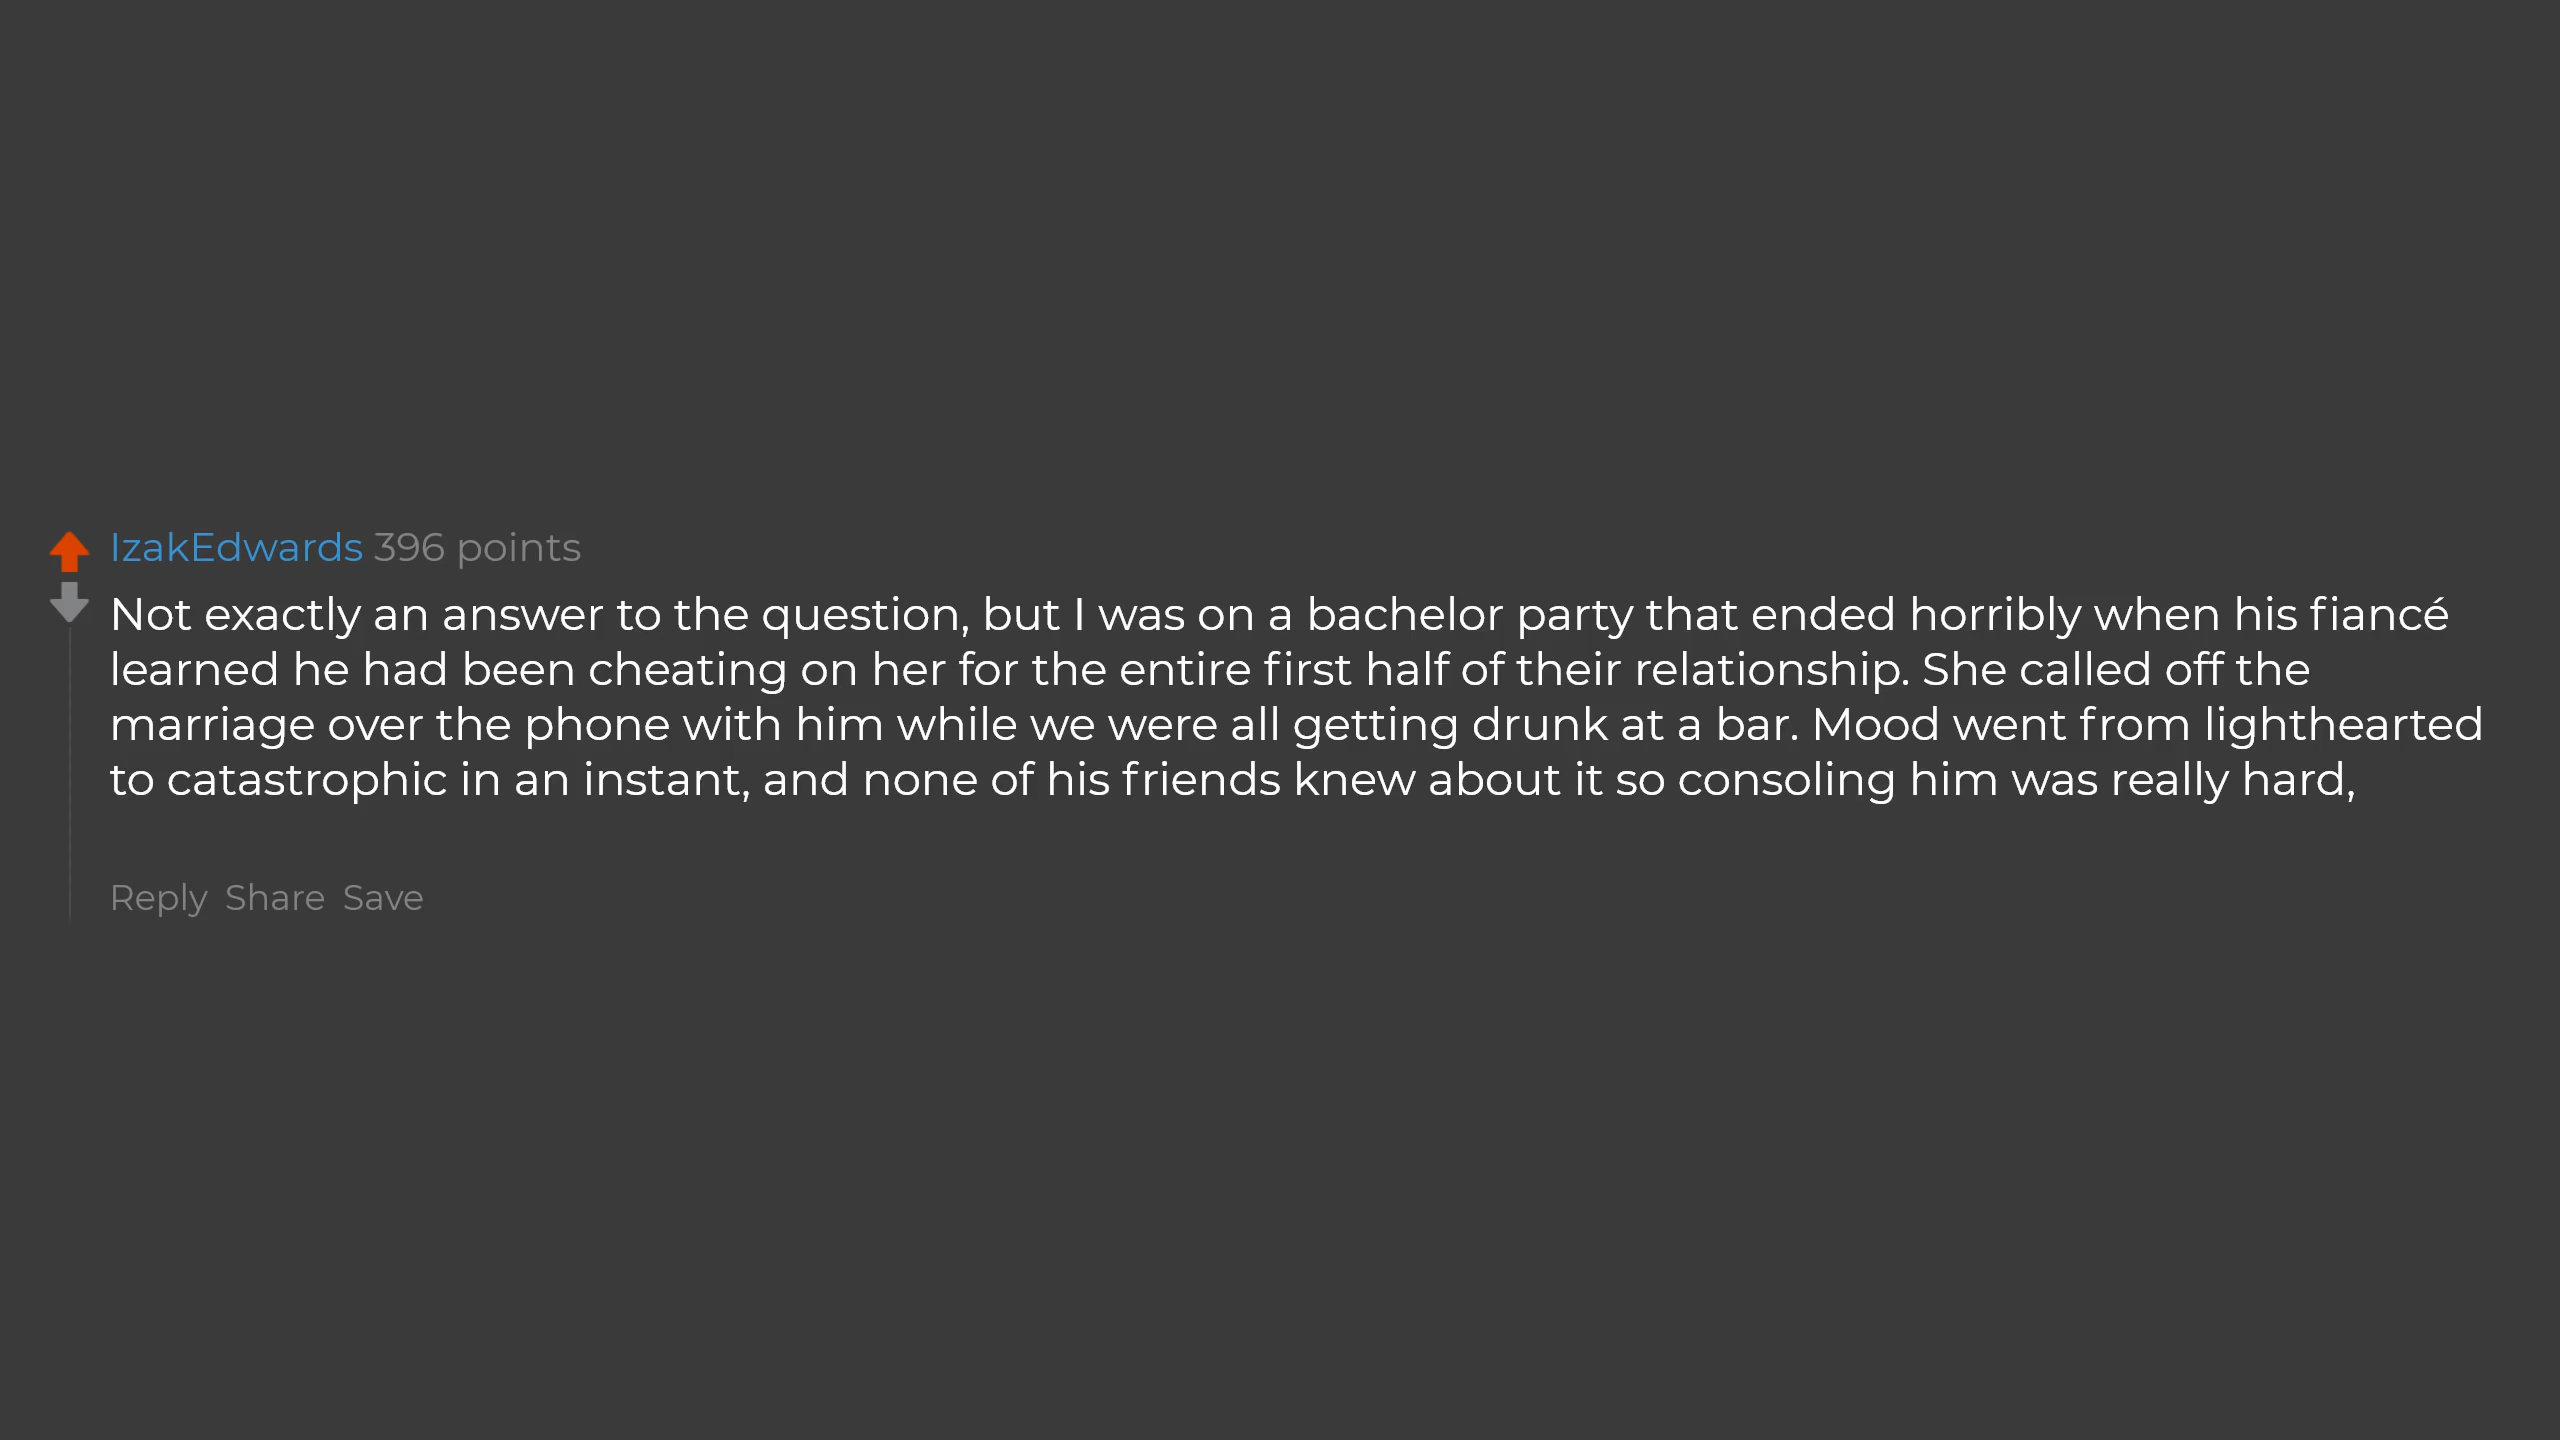 IzakEdwards 396 points
Not exactly an answer to the question, but I was on a bachelor party that ended horribly when his fiancé
learned he had been cheating on her for the entire first half of their relationship. She called off the
marriage over the phone with him while we were all getting drunk at a bar. Mood went from lighthearted
to catastrophic in an instant, and none of his friends knew about it so consoling him was really hard,
Reply Share Save